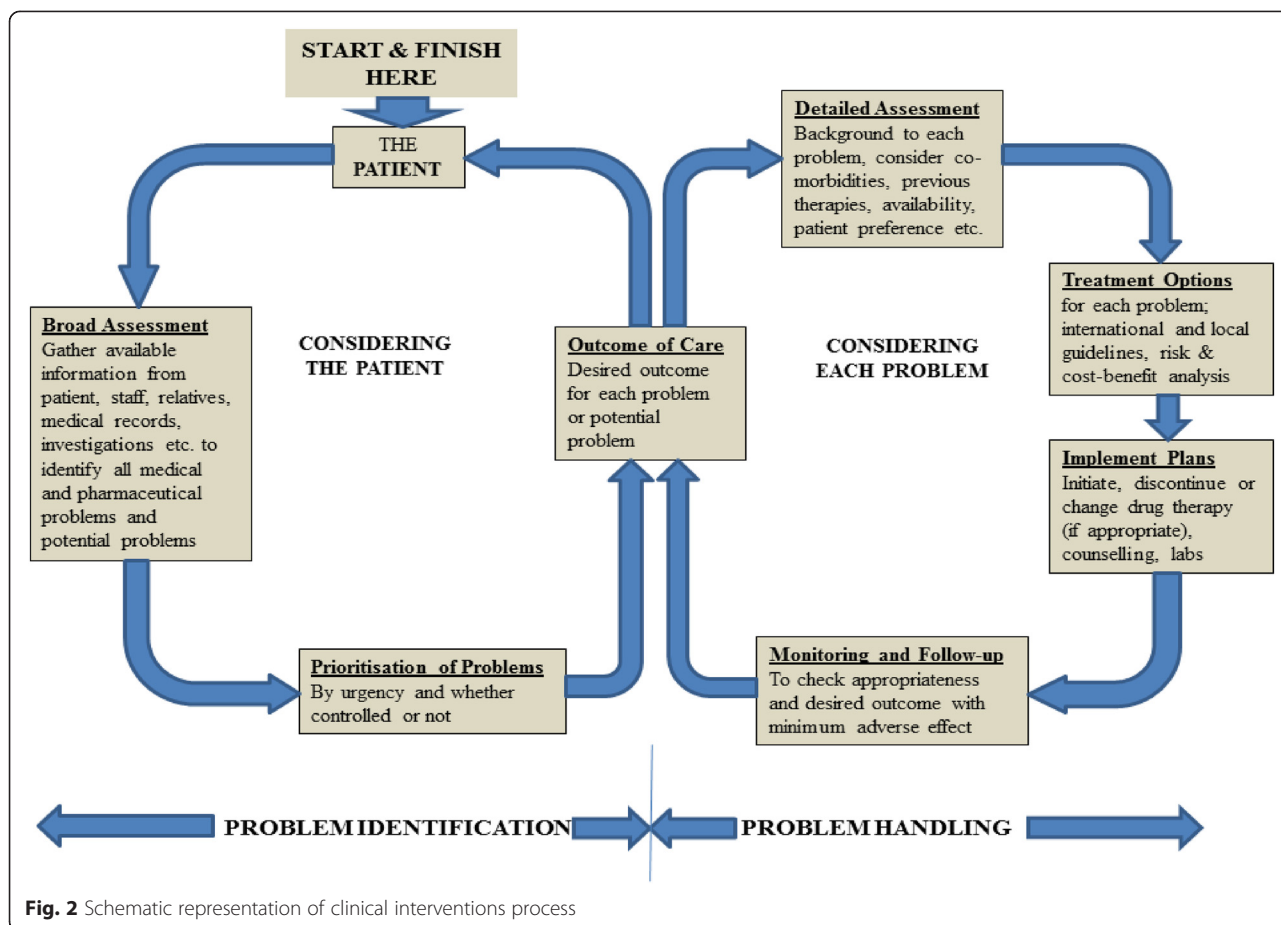 START & FINISH
HERE
THE
PATIENT
Broad Assessment
Gather available
information from
patient, staff, relatives,
medical records,
investigations etc. to
identify all medical
and pharmaceutical
problems and
potential problems
CONSIDERING
THE PATIENT
Prioritisation of Problems
By urgency and whether
controlled or not
Outcome of Care
Desired outcome
for each problem
or potential
problem
Detailed Assessment
Background to each
problem, consider co-
morbidities, previous
therapies, availability,
patient preference etc.
CONSIDERING
EACH PROBLEM
Treatment Options
for each problem;
international and local
guidelines, risk &
cost-benefit analysis
Implement Plans
Initiate, discontinue or
change drug therapy
(if appropriate),
counselling, labs
Monitoring and Follow-up
To check appropriateness
and desired outcome with
minimum adverse effect
PROBLEM IDENTIFICATION
PROBLEM HANDLING
Fig. 2 Schematic representation of clinical interventions process